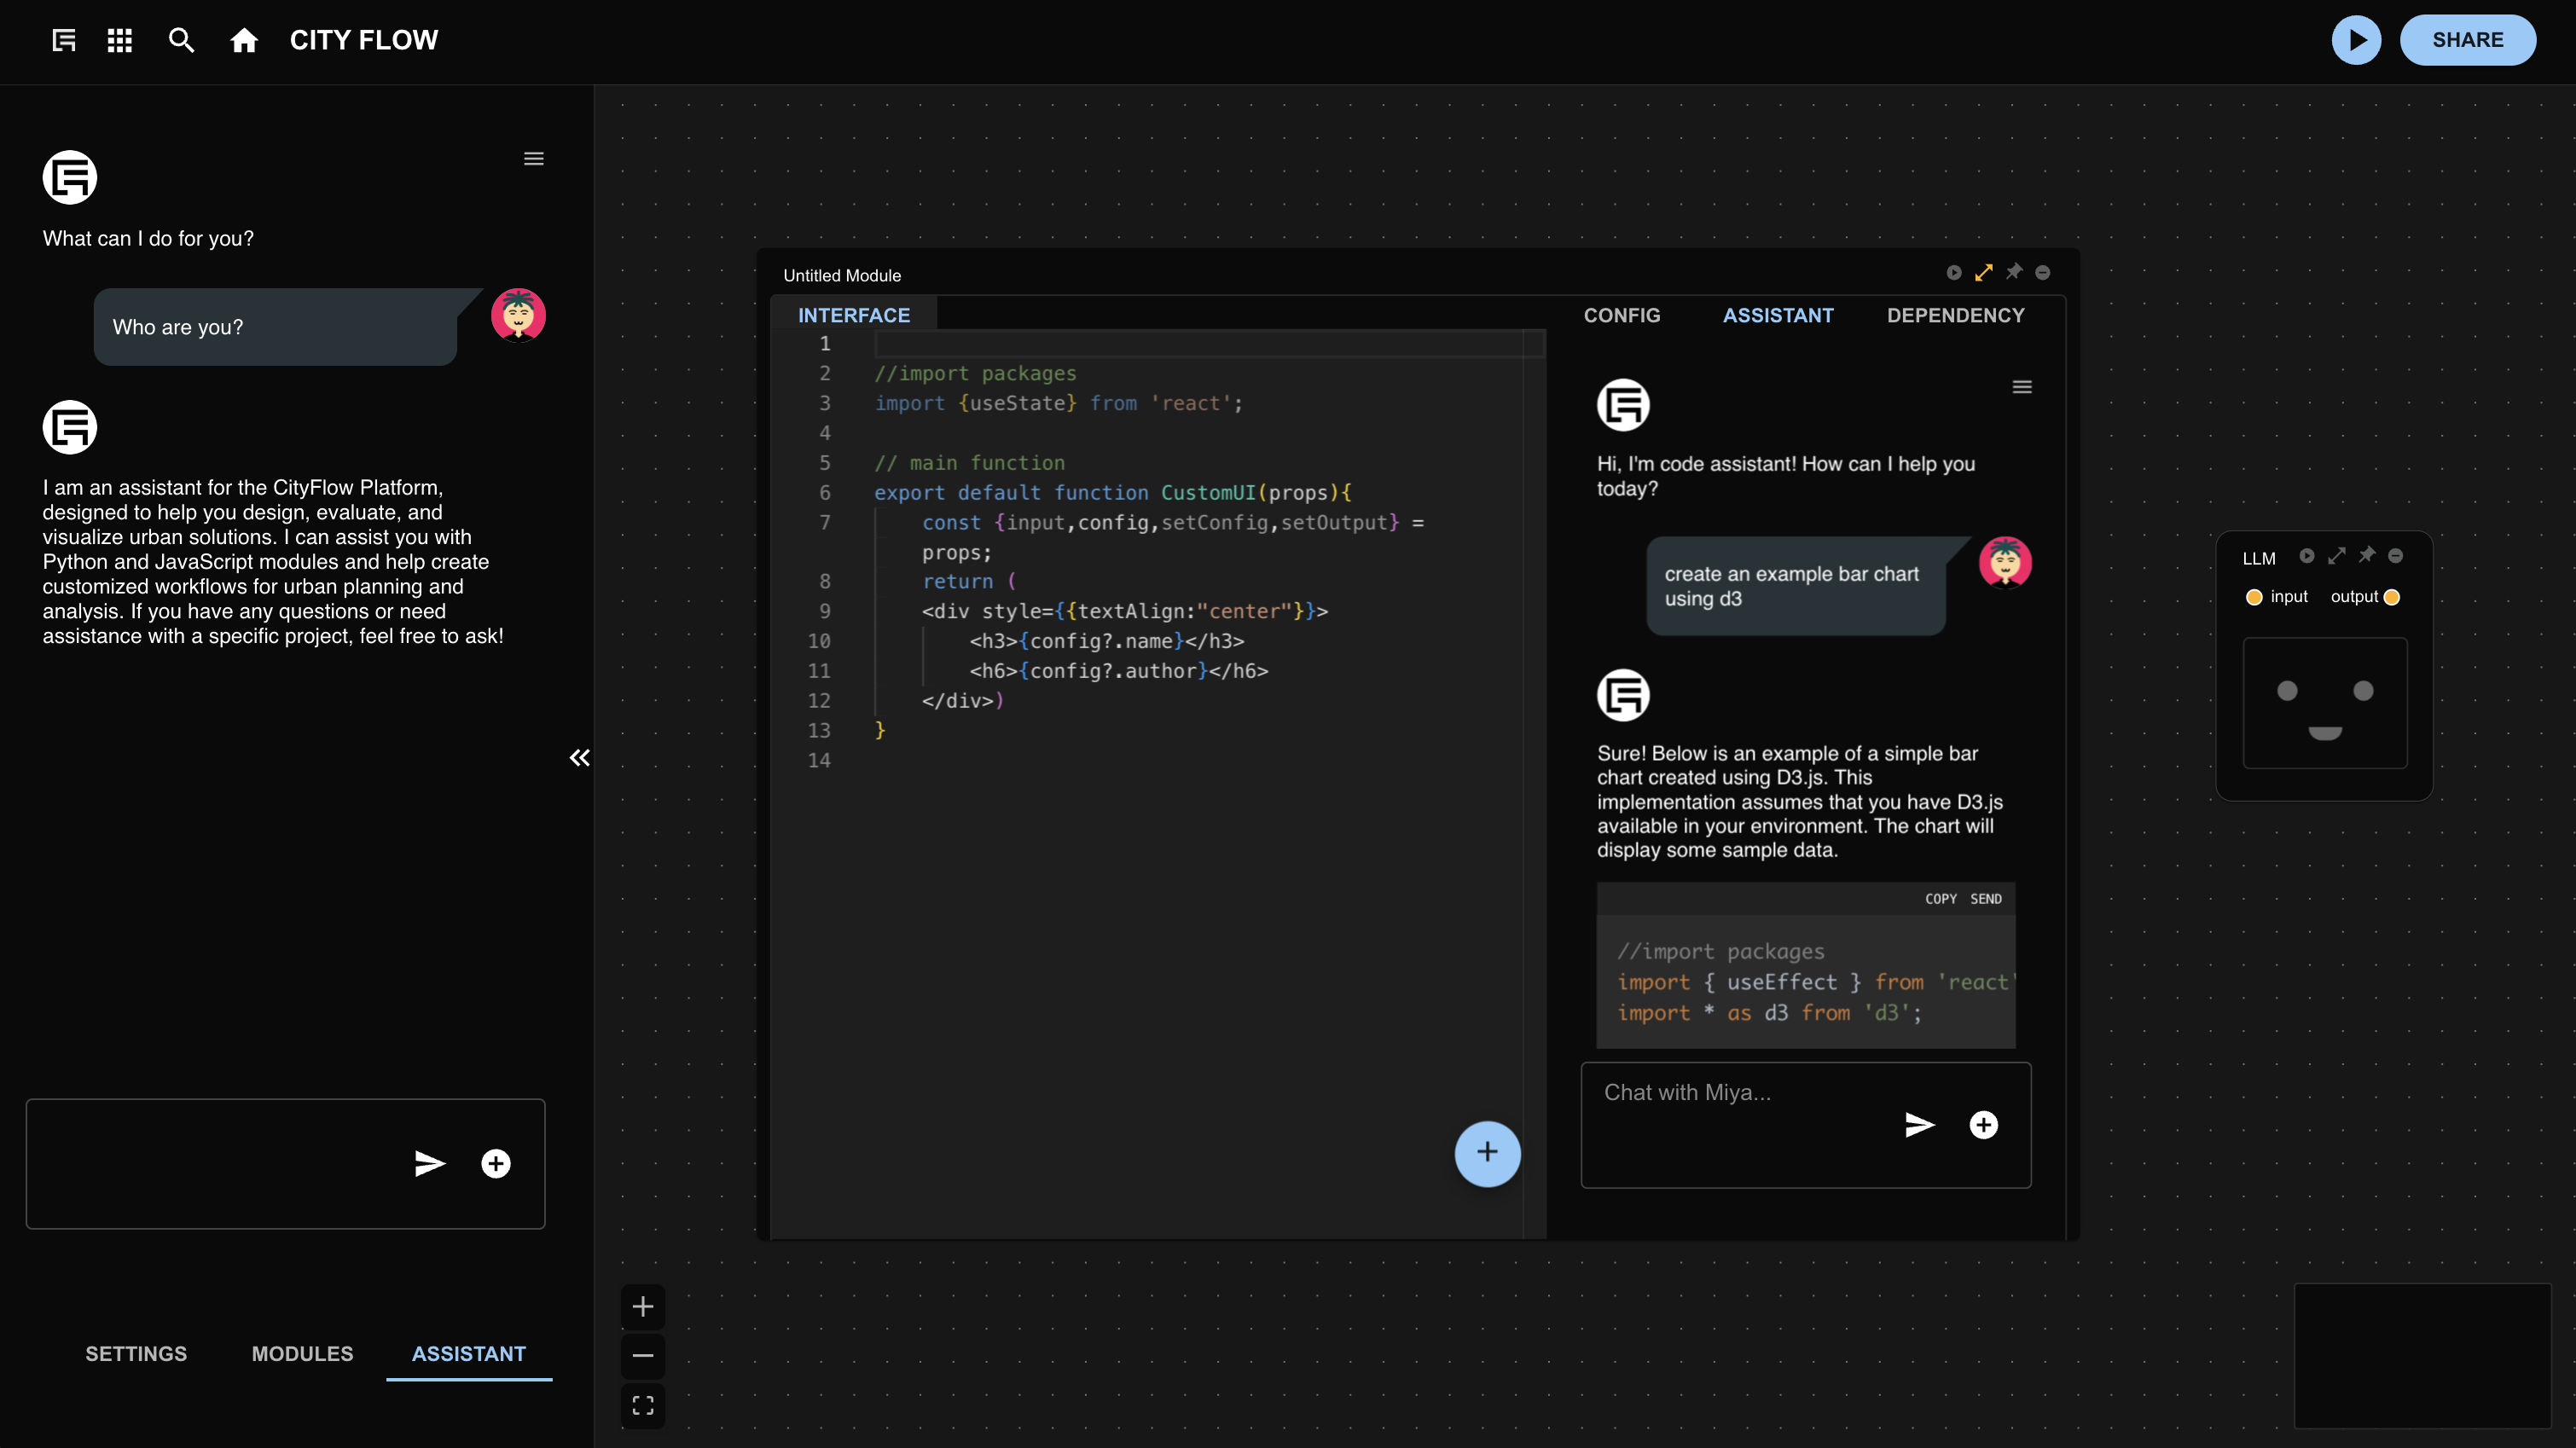 CITY FLOW
SHARE
What can I do for you?
Who are you?
I am an assistant for the CityFlow Platform,
designed to help you design, evaluate, and
visualize urban solutions. I can assist you with
Python and JavaScript modules and help create
customized workflows for urban planning and
analysis. If you have any questions or need
assistance with a specific project, feel free to ask!
SETTINGS
MODULES
ASSISTANT
Untitled Module
INTERFACE
1
2 //import packages
3 import {useState} from 'react';
4
5 // main function
6 export default function CustomUI(props){
7 const {input,config,setConfig,setOutput} =
props;
8 return (
9 <div style={{textAlign:"center"}}>
10 <h3>{config?.name}</h3>
11 <h6>{config?.author}</h6>
12 </div>)
13 }
14
CONFIG
ASSISTANT
DEPENDENCY
Hi, I'm code assistant! How can I help you
today?
create an example bar chart
using d3
Sure! Below is an example of a simple bar
chart created using D3.js. This
implementation assumes that you have D3.js
available in your environment. The chart will
display some sample data.
COPY SEND
//import packages
import { useEffect } from 'react'
import * as d3 from 'd3';
Chat with Miya...
LLM
input
output